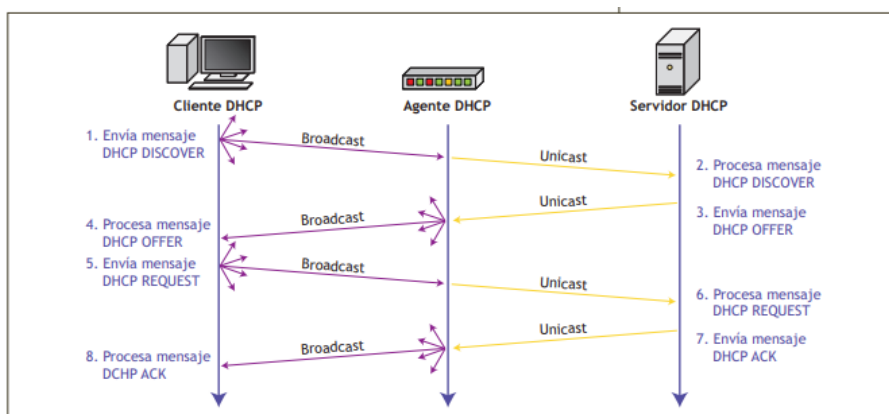 Cliente DHCP
Agente DHCP
Servidor DHCP
1. Envía mensaje
DHCP DISCOVER
Broadcast
Unicast
2. Procesa mensaje
DHCP DISCOVER
Unicast
3. Envía mensaje
DHCP OFFER
Broadcast
4. Procesa mensaje
DHCP OFFER
5. Envía mensaje
DHCP REQUEST
Broadcast
Unicast
6. Procesa mensaje
DHCP REQUEST
Unicast
7. Envía mensaje
DHCP ACK
Broadcast
8. Procesa mensaje
DCHP ACK